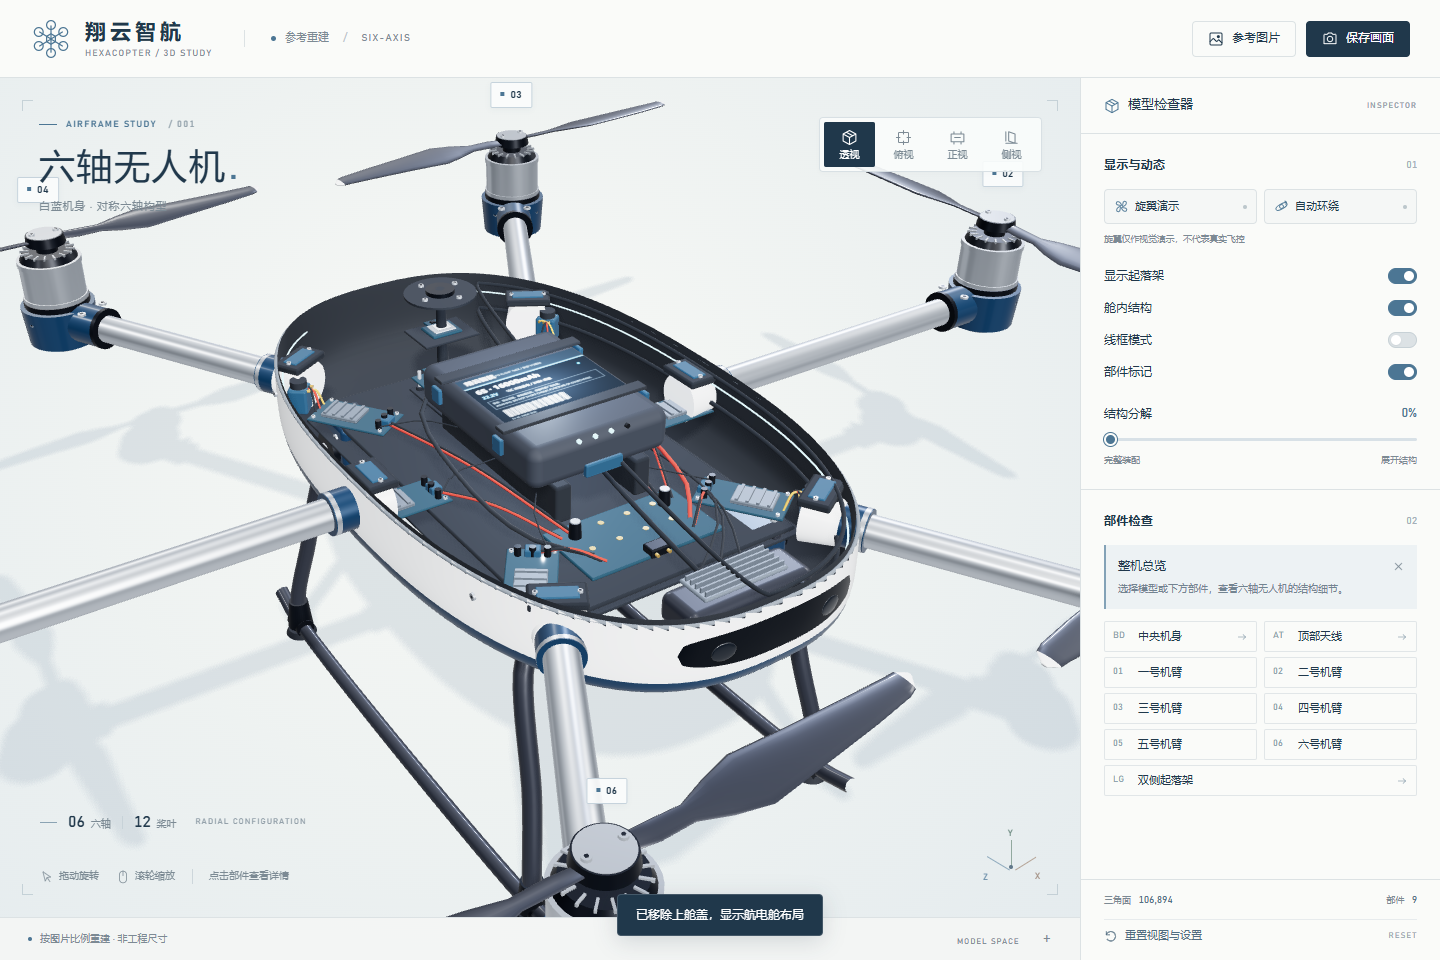 翔云智航
HEXACOPTER / 3D STUDY
参考重建 / SIX-AXIS
参考图片
保存画面
AIRFRAME STUDY / 001
六轴无人机.
白蓝机身 · 对称六轴构型
03
04
02
06
透视
俯视
正视
侧视
模型检查器
INSPECTOR
显示与动态
01
旋翼演示
自动环绕
旋翼仅作视觉演示，不代表真实飞控
显示起落架
舱内结构
线框模式
部件标记
结构分解
0%
完整装配
展开结构
部件检查
02
整机总览
选择模型或下方部件，查看六轴无人机的结构细节。
BD 中央机身
AT 顶部天线
01 一号机臂
02 二号机臂
03 三号机臂
04 四号机臂
05 五号机臂
06 六号机臂
LG 双侧起落架
06 六轴
12 桨叶
RADIAL CONFIGURATION
拖动旋转
滚轮缩放
点击部件查看详情
Y
Z
X
已移除上舱盖，显示航电舱布局
三角面 106,894
部件 9
按图片比例重建 · 非工程尺寸
MODEL SPACE +
重置视图与设置
RESET